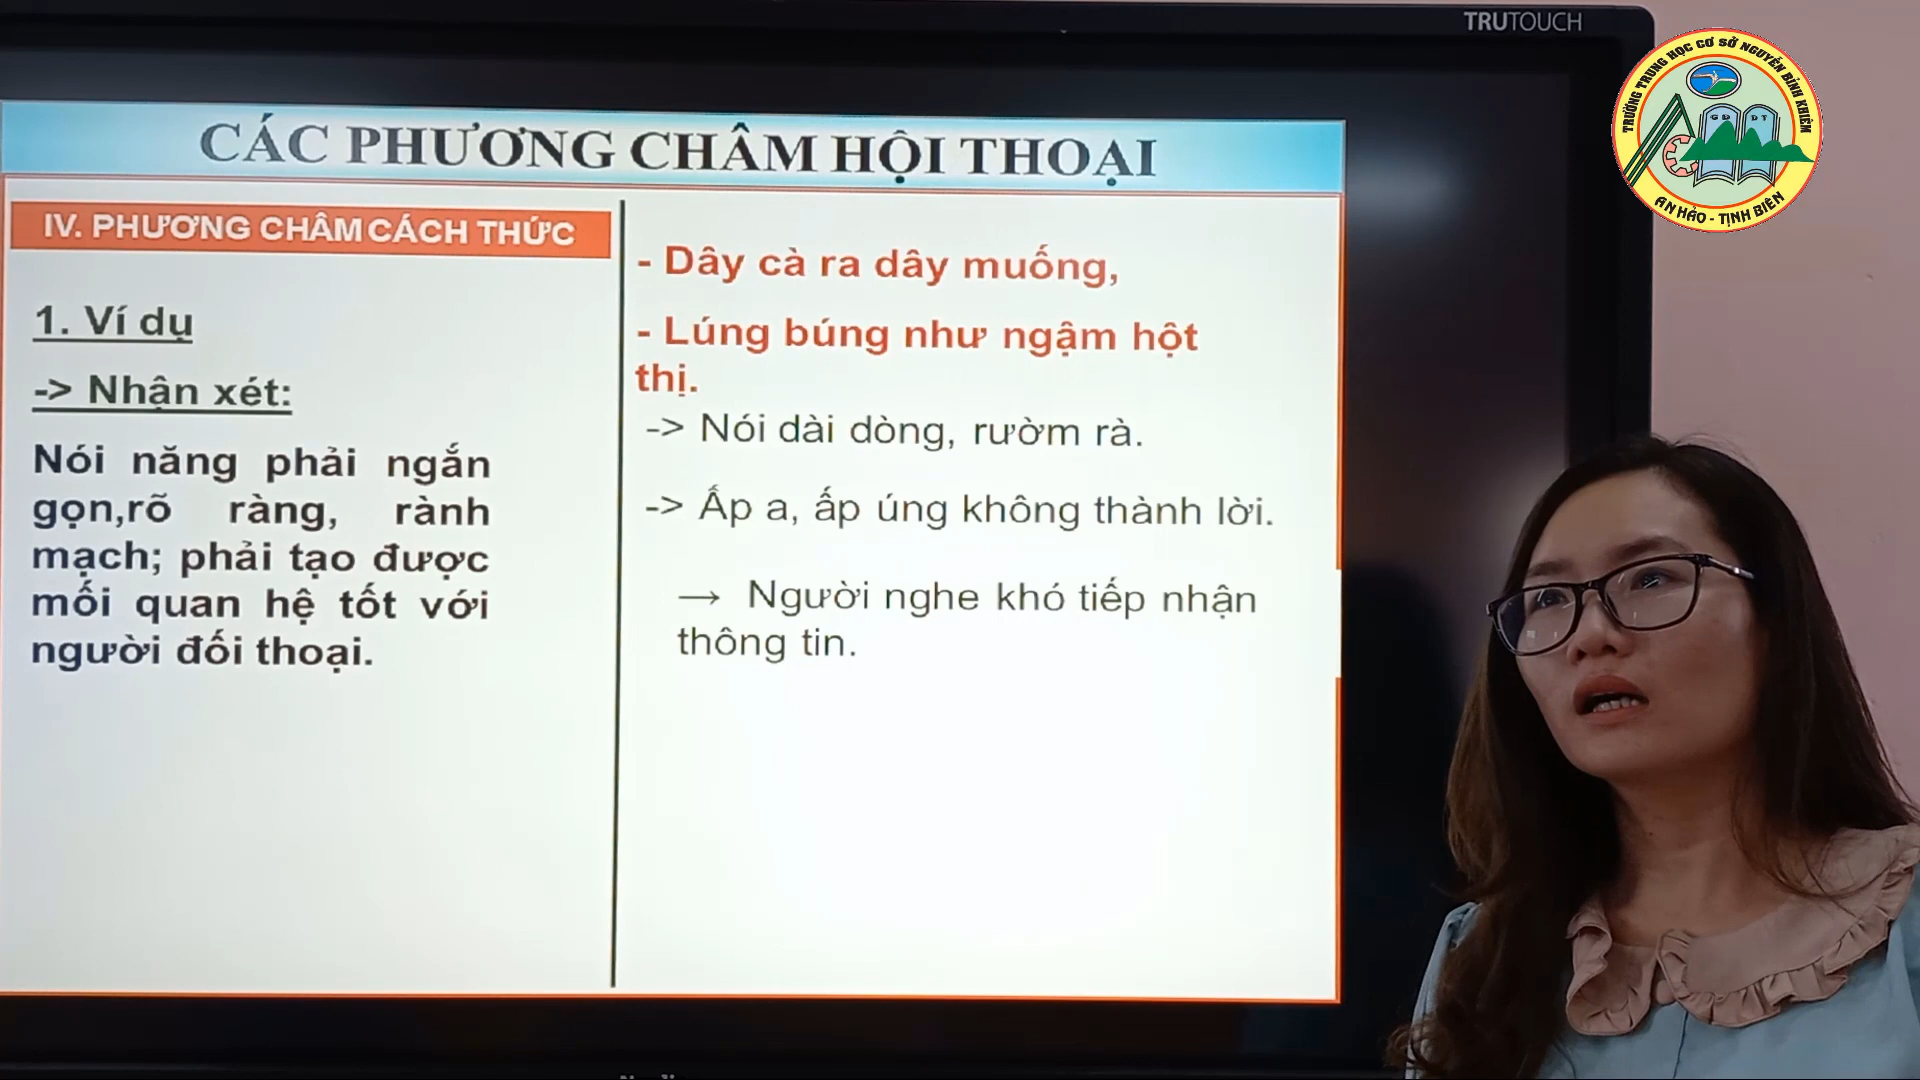 TRUTOUCH
TRƯỜNG TRUNG HỌC CƠ SỞ NGUYỄN BỈNH KHIÊM
GD ĐT
AN HẢO - TỊNH BIÊN
CÁC PHƯƠNG CHÂM HỘI THOẠI
IV. PHƯƠNG CHÂM CÁCH THỨC
1. Ví dụ
-> Nhận xét:
Nói năng phải ngắn
gọn,rõ ràng, rành
mạch; phải tạo được
mối quan hệ tốt với
người đối thoại.
- Dây cà ra dây muống,
- Lúng búng như ngậm hột
thị.
-> Nói dài dòng, rườm rà.
-> Ấp a, ấp úng không thành lời.
→ Người nghe khó tiếp nhận
thông tin.